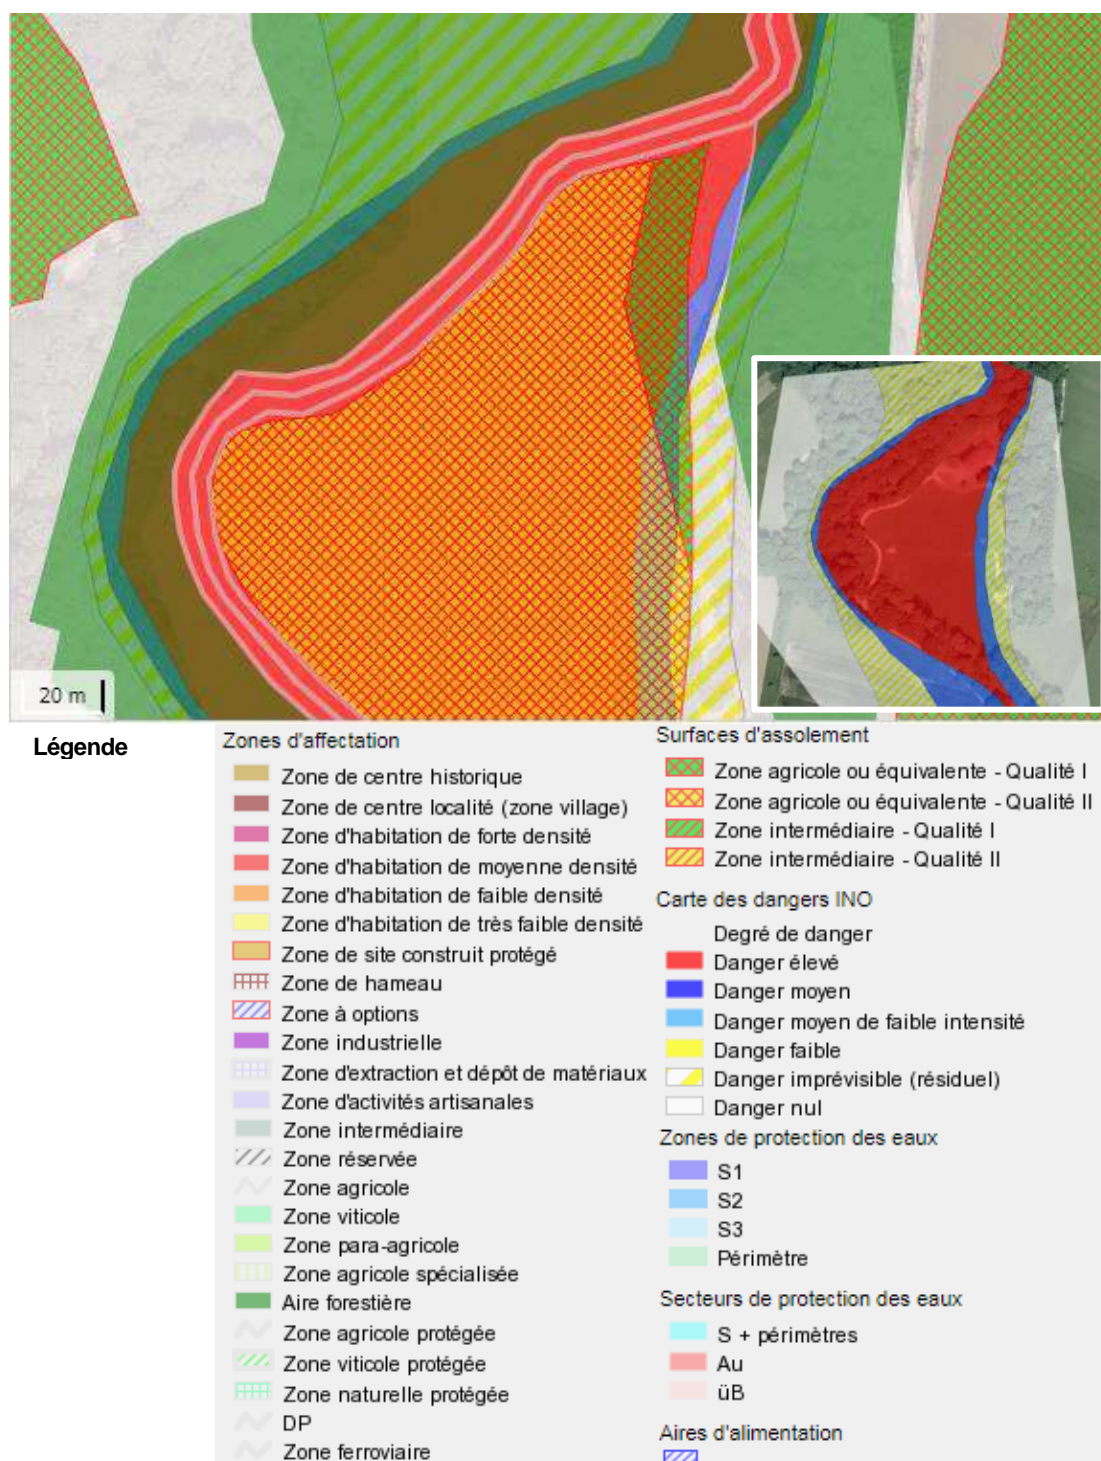 20 m
Légende
Zones d'affectation
Zone de centre historique
Zone de centre localité (zone village)
Zone d'habitation de forte densité
Zone d'habitation de moyenne densité
Zone d'habitation de faible densité
Zone d'habitation de très faible densité
Zone de site construit protégé
Zone de hameau
Zone à options
Zone industrielle
Zone d'extraction et dépôt de matériaux
Zone d'activités artisanales
Zone intermédiaire
Zone réservée
Zone agricole
Zone viticole
Zone para-agricole
Zone agricole spécialisée
Aire forestière
Zone agricole protégée
Zone viticole protégée
Zone naturelle protégée
DP
Zone ferroviaire
Surfaces d'assolement
Zone agricole ou équivalente - Qualité I
Zone agricole ou équivalente - Qualité II
Zone intermédiaire - Qualité I
Zone intermédiaire - Qualité II
Carte des dangers INO
Degré de danger
Danger élevé
Danger moyen
Danger moyen de faible intensité
Danger faible
Danger imprévisible (résiduel)
Danger nul
Zones de protection des eaux
S1
S2
S3
Périmètre
Secteurs de protection des eaux
S + périmètres
Au
üB
Aires d'alimentation